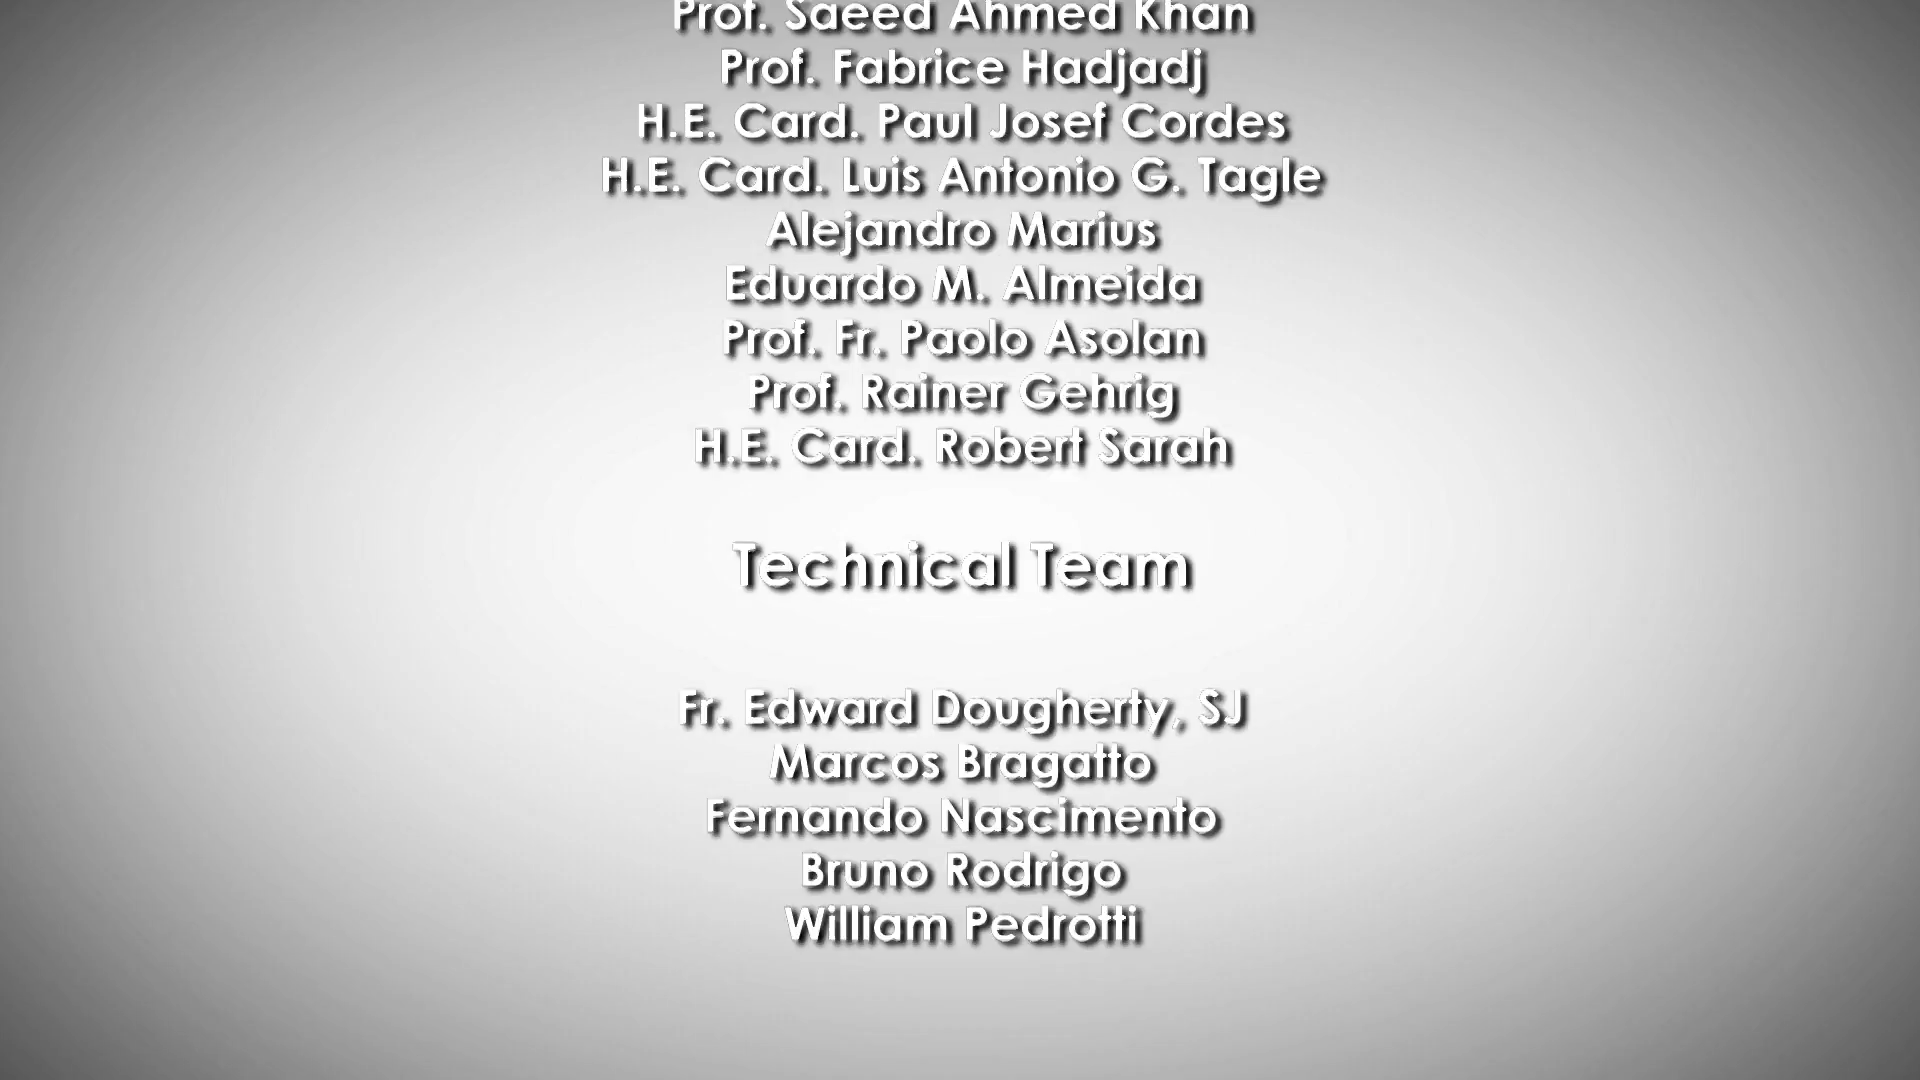 Prof. Saeed Ahmed Khan
Prof. Fabrice Hadjadj
H.E. Card. Paul Josef Cordes
H.E. Card. Luis Antonio G. Tagle
Alejandro Marius
Eduardo M. Almeida
Prof. Fr. Paolo Asolan
Prof. Rainer Gehrig
H.E. Card. Robert Sarah
Technical Team
Fr. Edward Dougherty, SJ
Marcos Bragatto
Fernando Nascimento
Bruno Rodrigo
William Pedrotti